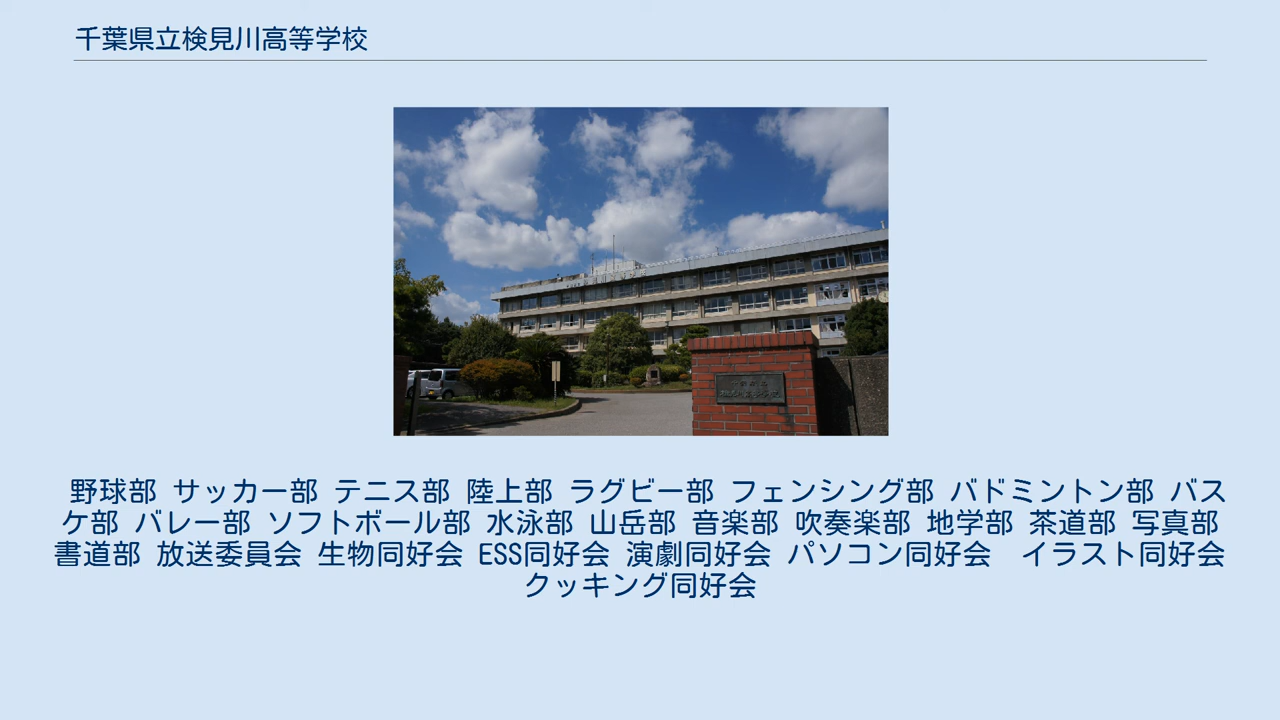 千葉県立検見川高等学校
野球部 サッカー部 テニス部 陸上部 ラグビー部 フェンシング部 バドミントン部 バス
ケ部 バレー部 ソフトボール部 水泳部 山岳部 音楽部 吹奏楽部 地学部 茶道部 写真部
書道部 放送委員会 生物同好会 ESS同好会 演劇同好会 パソコン同好会　イラスト同好会
クッキング同好会